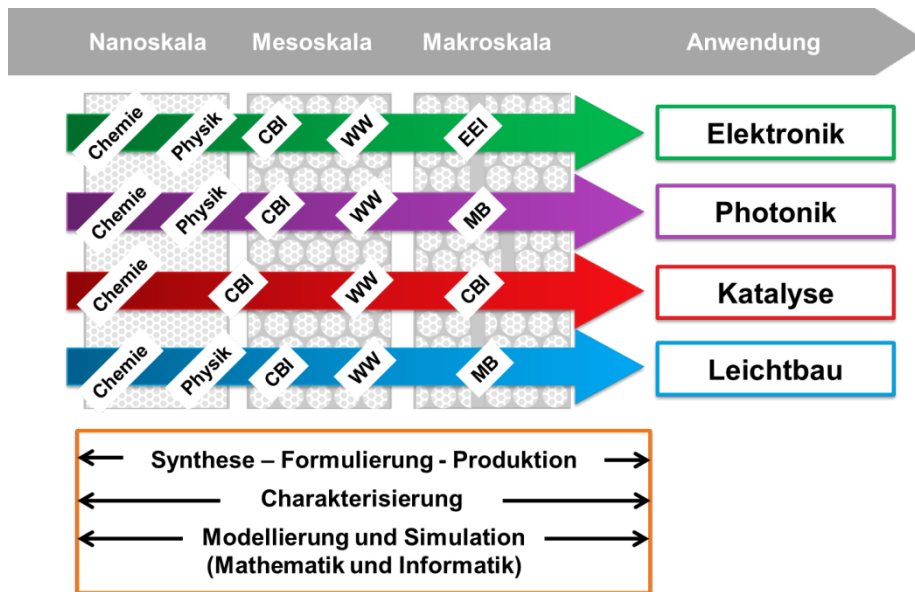 Nanoskala Mesoskala Makroskala Anwendung
Chemie Physik CBI WW EEI Elektronik
Chemie Physik CBI WW MB Photonik
Chemie CBI WW CBI Katalyse
Chemie Physik CBI WW MB Leichtbau
Synthese – Formulierung - Produktion
Charakterisierung
Modellierung und Simulation
(Mathematik und Informatik)